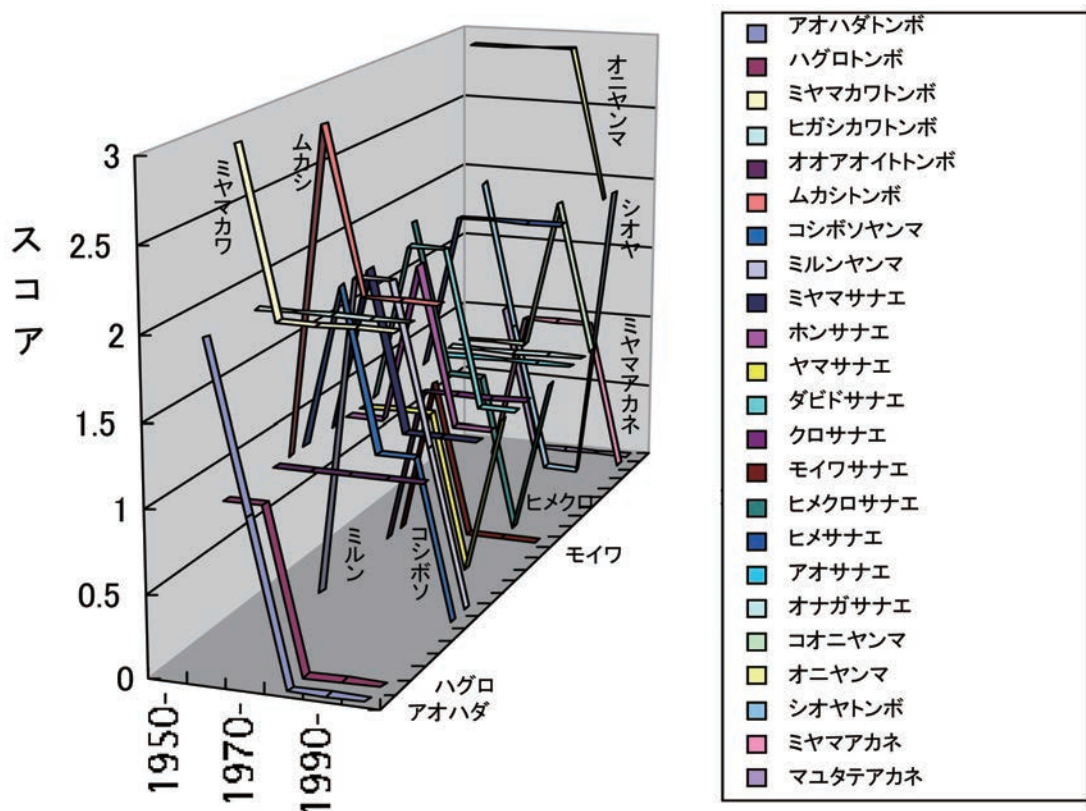 スコア
3
2.5
2
1.5
1
0.5
0
1950-
1970-
1990-
ミヤマカワ
ムカシ
オニヤンマ
シオヤ
ミヤマアカネ
ミルン
コシボソ
ヒメクロ
モイワ
ハグロ
アオハダ
アオハダトンボ
ハグロトンボ
ミヤマカワトンボ
ヒガシカワトンボ
オオアオイトトンボ
ムカシトンボ
コシボソヤンマ
ミルンヤンマ
ミヤマサナエ
ホンサナエ
ヤマサナエ
ダビドサナエ
クロサナエ
モイワサナエ
ヒメクロサナエ
ヒメサナエ
アオサナエ
オナガサナエ
コオニヤンマ
オニヤンマ
シオヤトンボ
ミヤマアカネ
マユタテアカネ